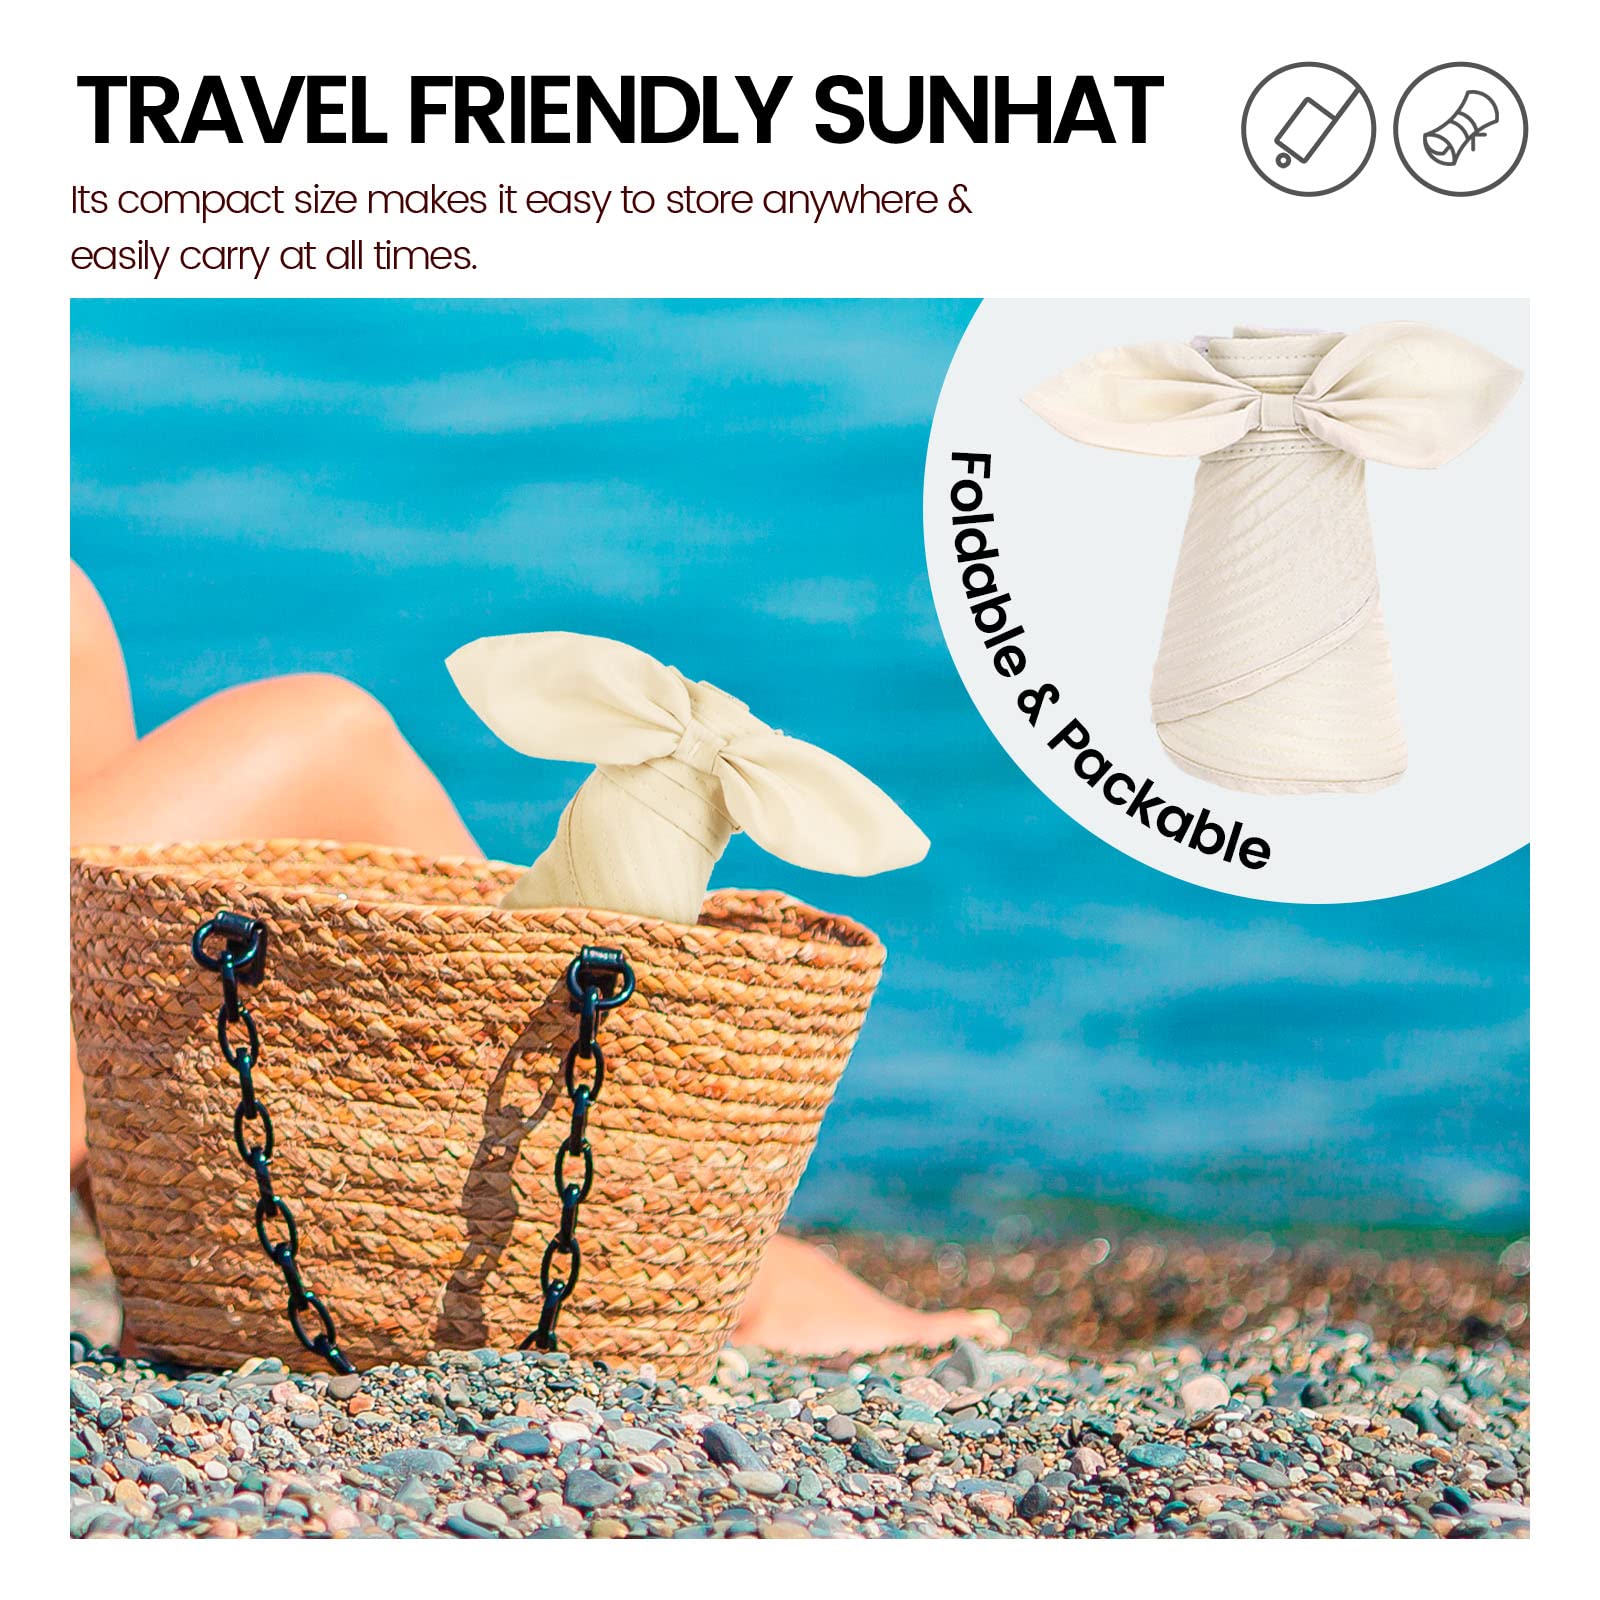 TRAVEL FRIENDLY SUNHAT
Its compact size makes it easy to store anywhere &
easily carry at all times.
Foldable & Packable